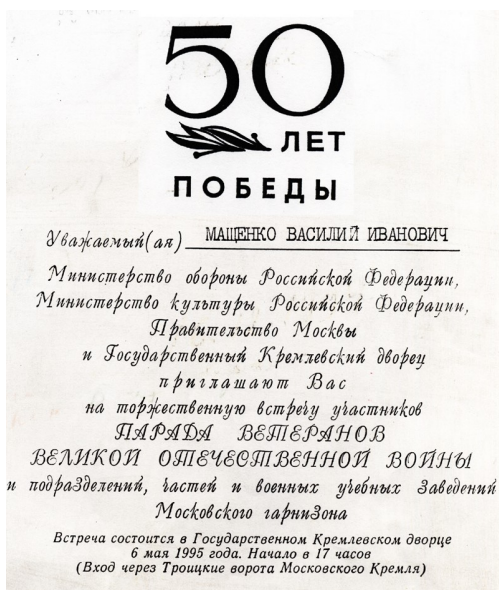 50
ЛЕТ
ПОБЕДЫ
Уважаемый(ая) МАЩЕНКО ВАСИЛИЙ ИВАНОВИЧ
Министерство обороны Российской Федерации,
Министерство культуры Российской Федерации,
Правительство Москвы
и Государственный Кремлевский дворец
приглашают Вас
на торжественную встречу участников
ПАРАДА ВЕТЕРАНОВ
ВЕЛИКОЙ ОТЕЧЕСТВЕННОЙ ВОЙНЫ
и подразделений, частей и военных учебных заведений
Московского гарнизона
Встреча состоится в Государственном Кремлевском дворце
6 мая 1995 года. Начало в 17 часов
(Вход через Троицкие ворота Московского Кремля)